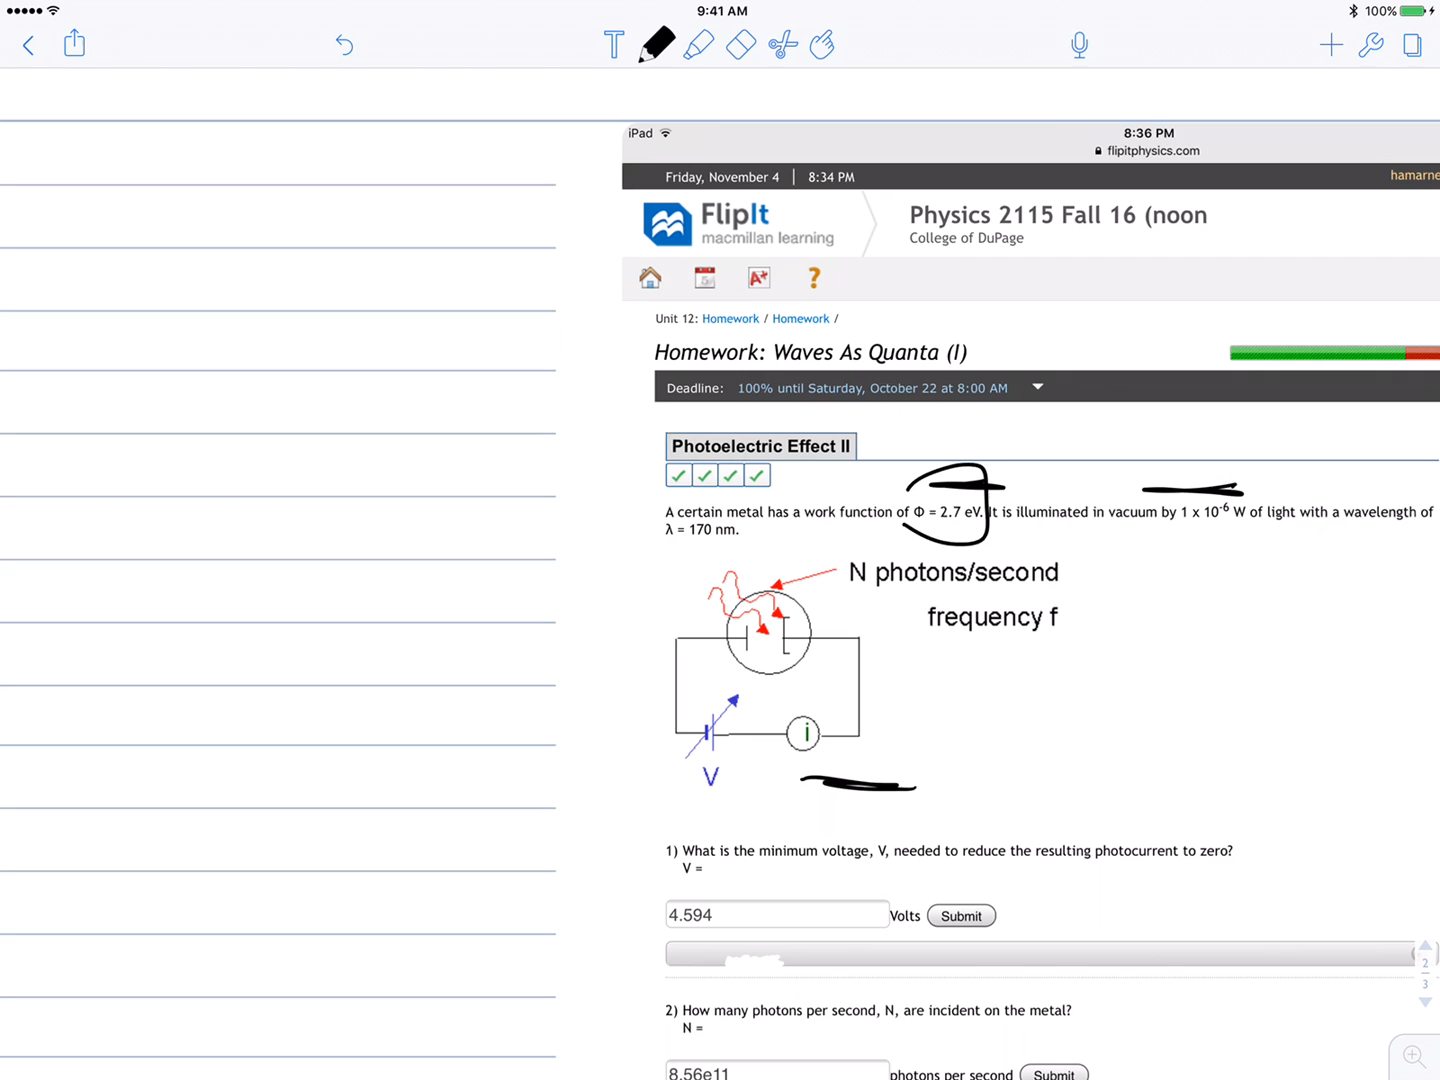 9:41 AM
100%
T
iPad
8:36 PM
flipitphysics.com
Friday, November 4 | 8:34 PM
hamarne
FlipIt
macmillan learning
Physics 2115 Fall 16 (noon
College of DuPage
A+
?
Unit 12: Homework / Homework /
Homework: Waves As Quanta (I)
Deadline: 100% until Saturday, October 22 at 8:00 AM
Photoelectric Effect II
A certain metal has a work function of Φ = 2.7 eV. It is illuminated in vacuum by 1 x 10⁻⁶ W of light with a wavelength of
λ = 170 nm.
N photons/second
frequency f
i
V
1) What is the minimum voltage, V, needed to reduce the resulting photocurrent to zero?
V =
4.594 Volts Submit
2
3
2) How many photons per second, N, are incident on the metal?
N =
8.56e11 photons per second Submit